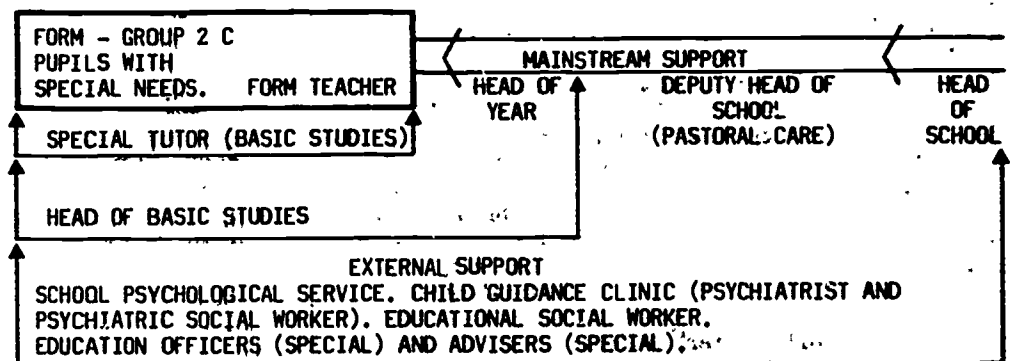 FORM - GROUP 2 C
PUPILS WITH
SPECIAL NEEDS. FORM TEACHER
MAINSTREAM SUPPORT
HEAD OF
YEAR
DEPUTY HEAD OF
SCHOOL
(PASTORAL CARE)
HEAD
OF
SCHOOL
SPECIAL TUTOR (BASIC STUDIES)
HEAD OF BASIC STUDIES
EXTERNAL SUPPORT
SCHOOL PSYCHOLOGICAL SERVICE. CHILD GUIDANCE CLINIC (PSYCHIATRIST AND
PSYCHIATRIC SOCIAL WORKER). EDUCATIONAL SOCIAL WORKER.
EDUCATION OFFICERS (SPECIAL) AND ADVISERS (SPECIAL).